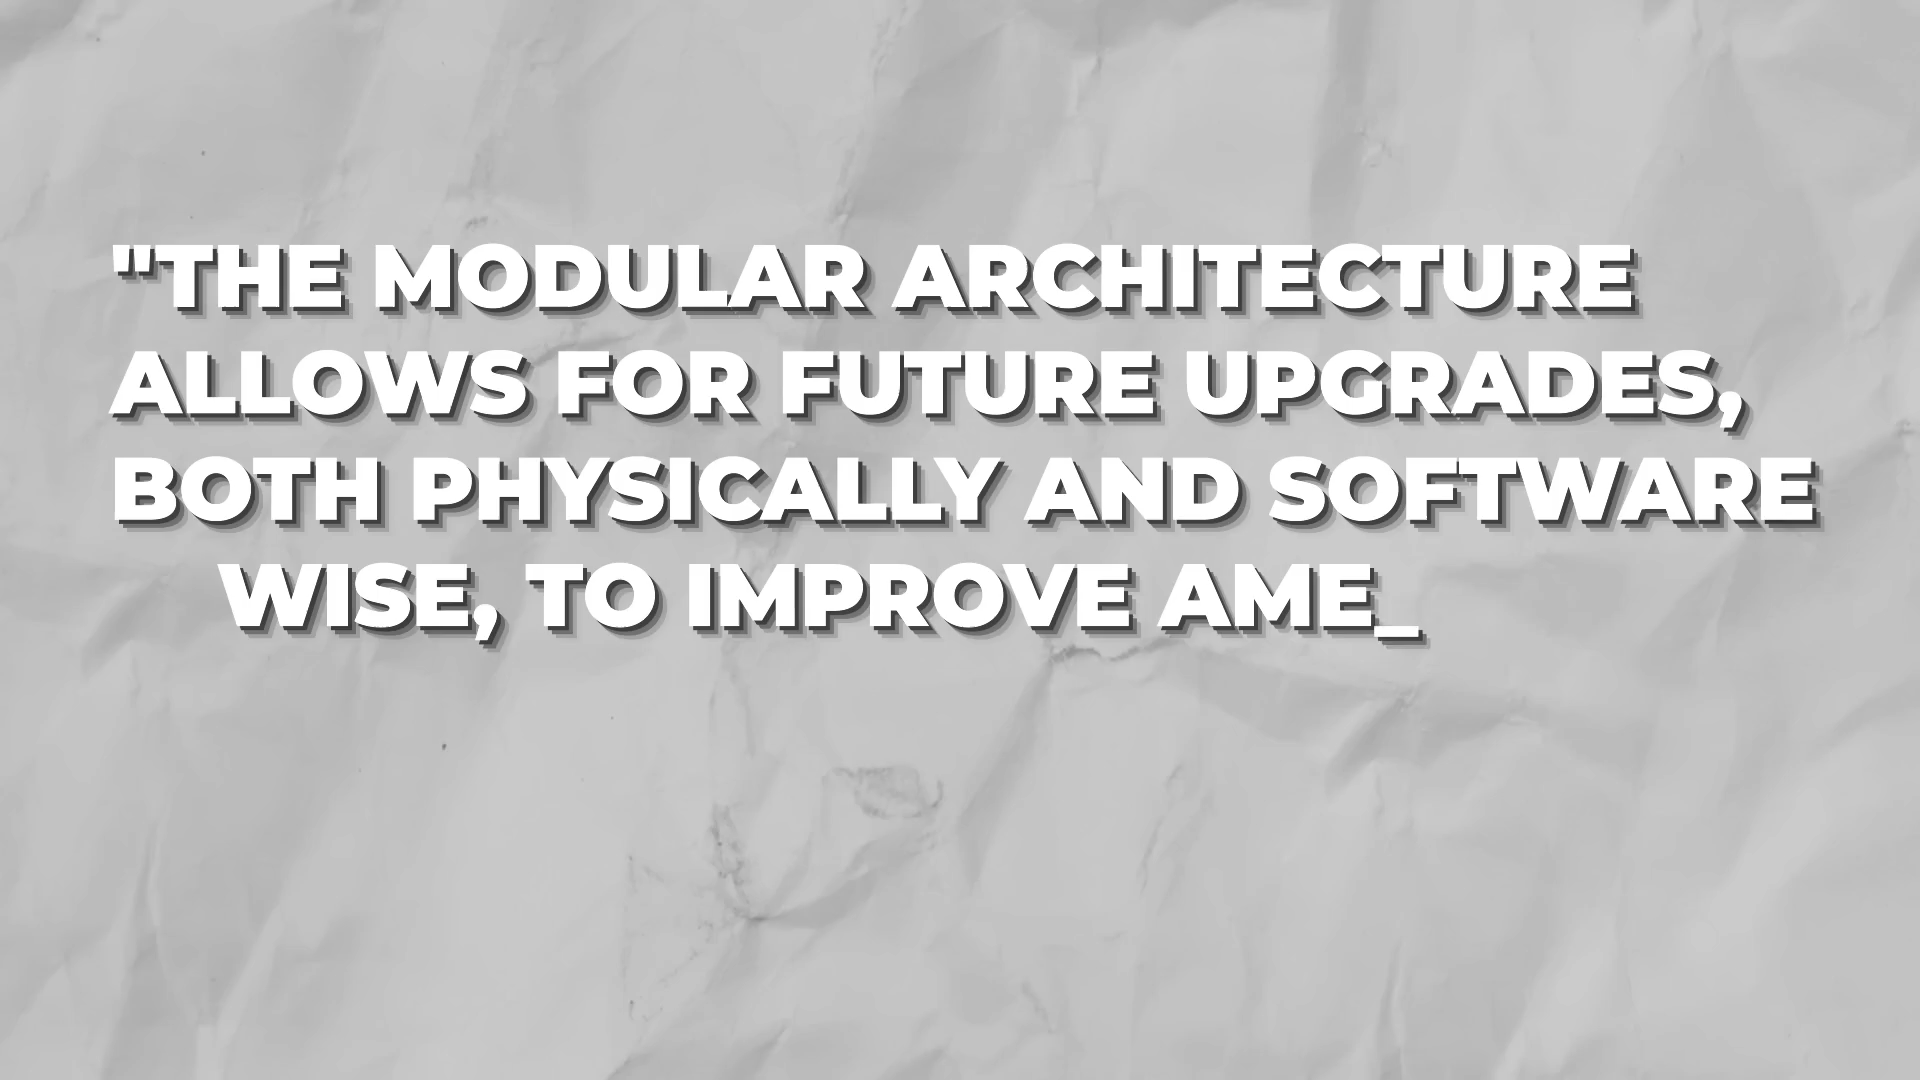 "THE MODULAR ARCHITECTURE
ALLOWS FOR FUTURE UPGRADES,
BOTH PHYSICALLY AND SOFTWARE
WISE, TO IMPROVE AME_